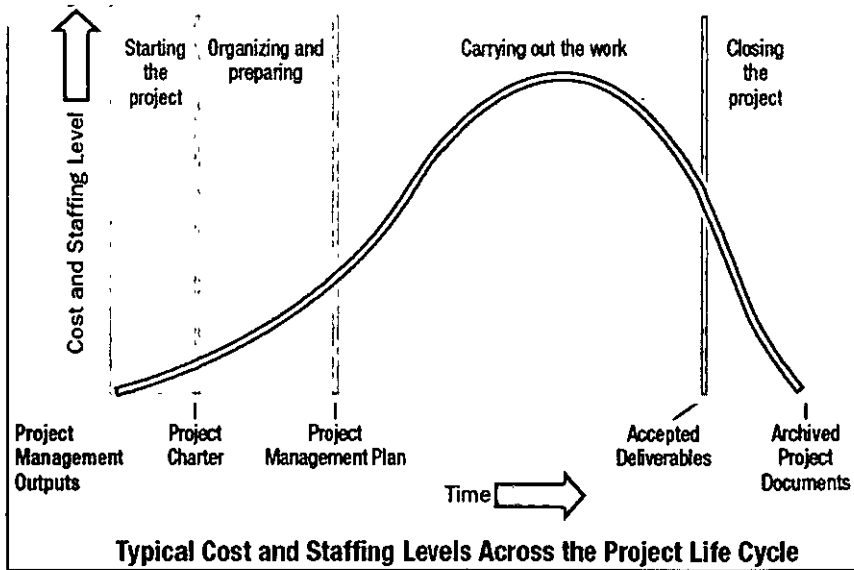 Cost and Staffing Level
Starting
the
project
Organizing and
preparing
Carrying out the work
Closing
the
project
Project
Management
Outputs
Project
Charter
Project
Management Plan
Accepted
Deliverables
Archived
Project
Documents
Time
Typical Cost and Staffing Levels Across the Project Life Cycle